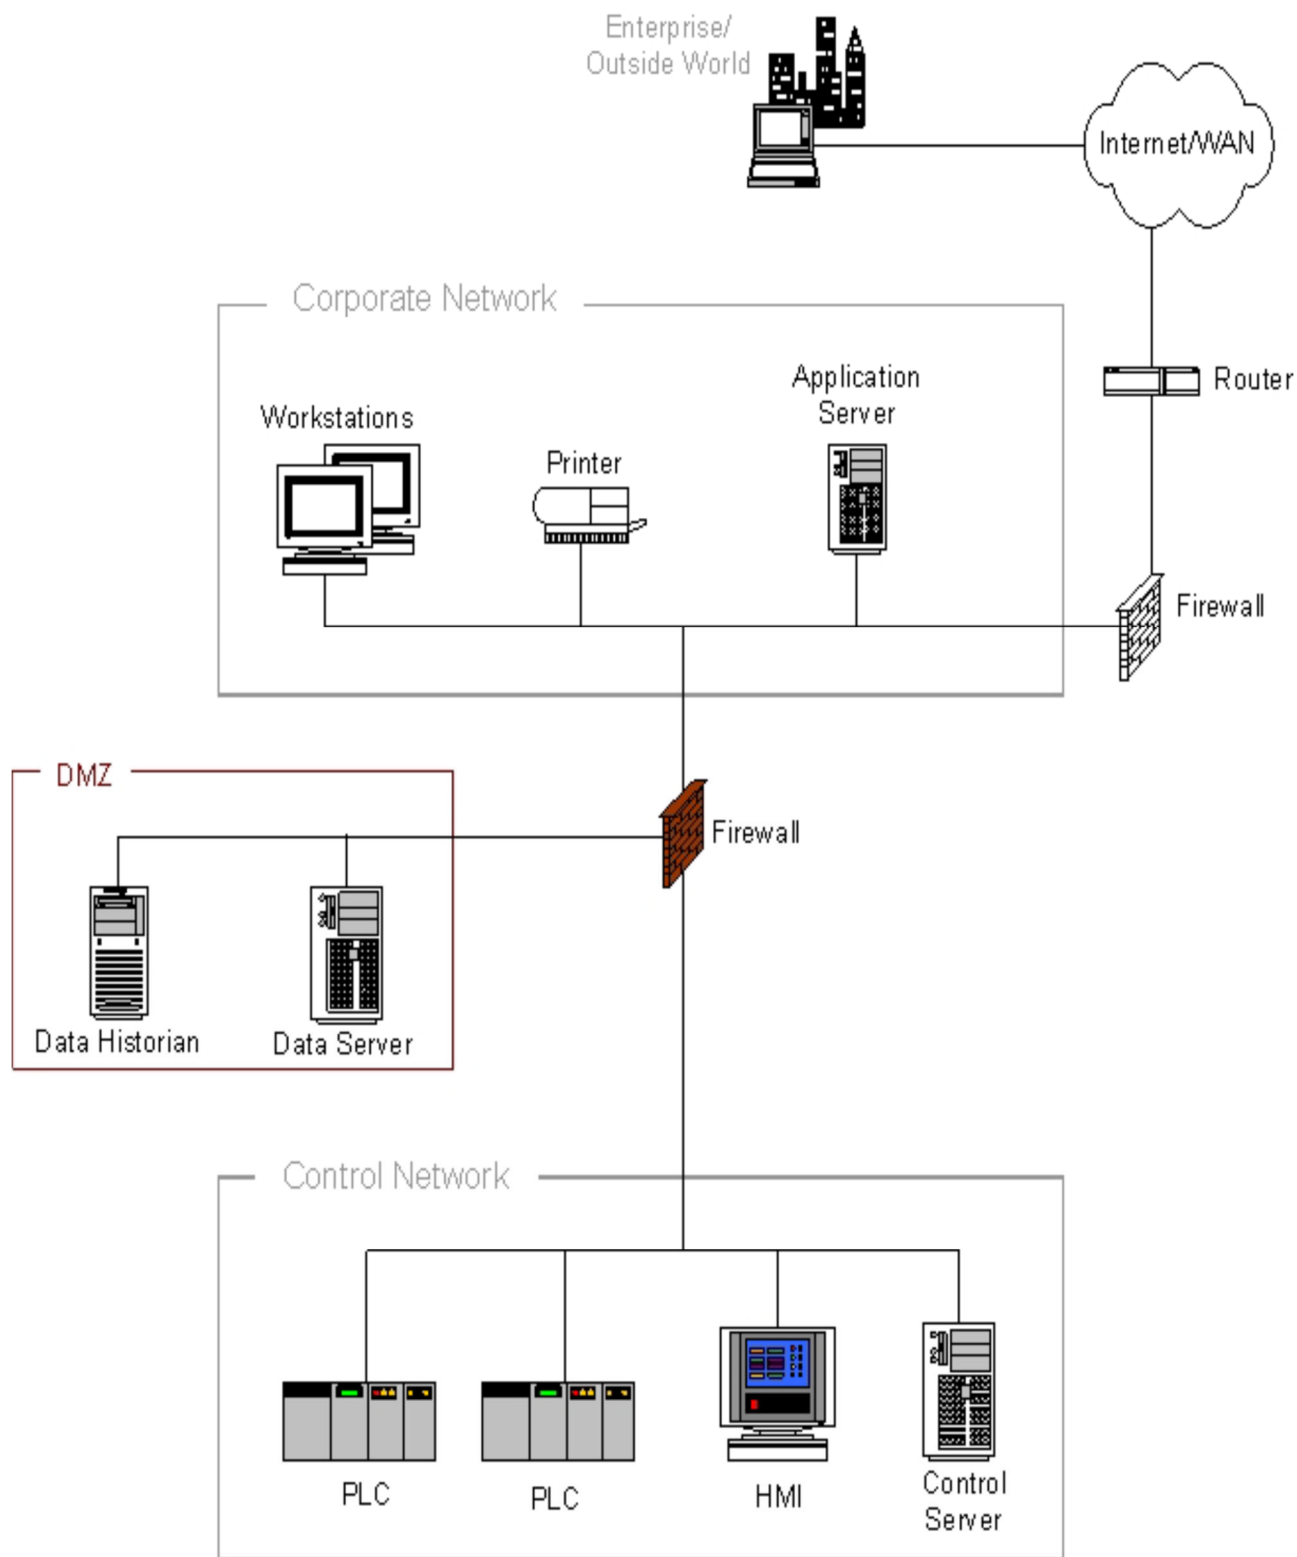 Enterprise/
Outside World
Internet/WAN
Corporate Network
Router
Application
Server
Workstations
Printer
Firewall
DMZ
Firewall
Data Historian
Data Server
Control Network
PLC
PLC
HMI
Control
Server